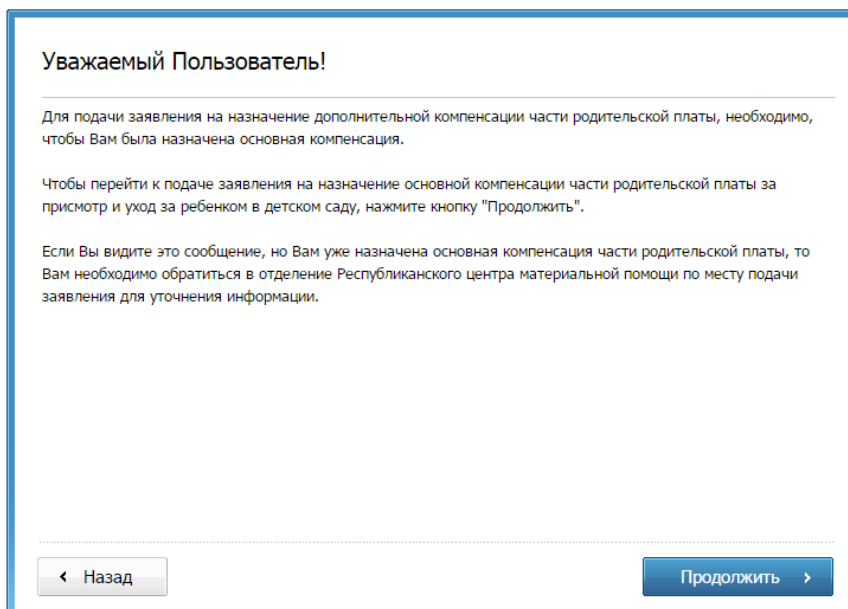 Уважаемый Пользователь!
Для подачи заявления на назначение дополнительной компенсации части родительской платы, необходимо,
чтобы Вам была назначена основная компенсация.
Чтобы перейти к подаче заявления на назначение основной компенсации части родительской платы за
присмотр и уход за ребенком в детском саду, нажмите кнопку "Продолжить".
Если Вы видите это сообщение, но Вам уже назначена основная компенсация части родительской платы, то
Вам необходимо обратиться в отделение Республиканского центра материальной помощи по месту подачи
заявления для уточнения информации.
Назад
Продолжить